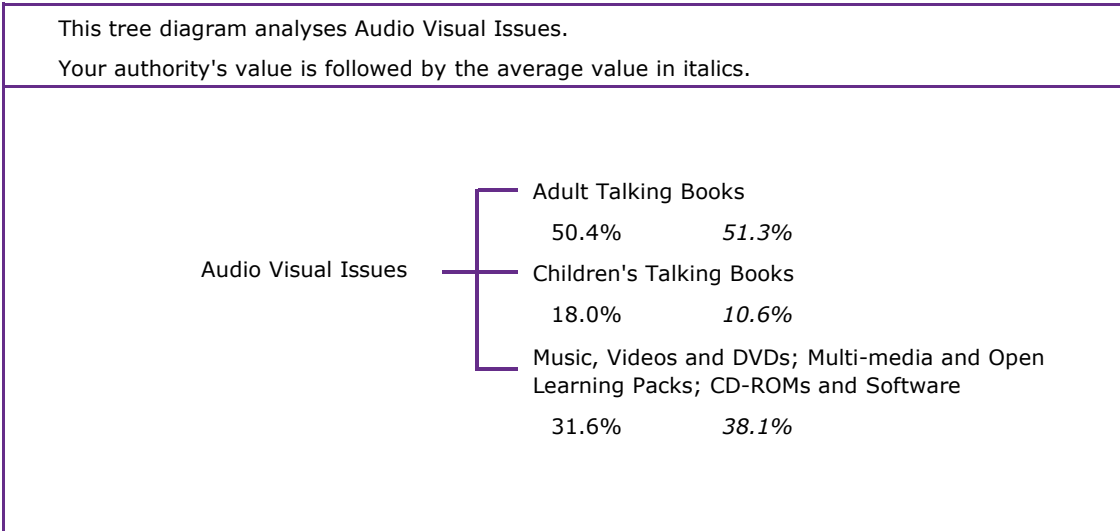 This tree diagram analyses Audio Visual Issues.
Your authority's value is followed by the average value in italics.
Adult Talking Books
50.4% 51.3%
Audio Visual Issues
Children's Talking Books
18.0% 10.6%
Music, Videos and DVDs; Multi-media and Open
Learning Packs; CD-ROMs and Software
31.6% 38.1%